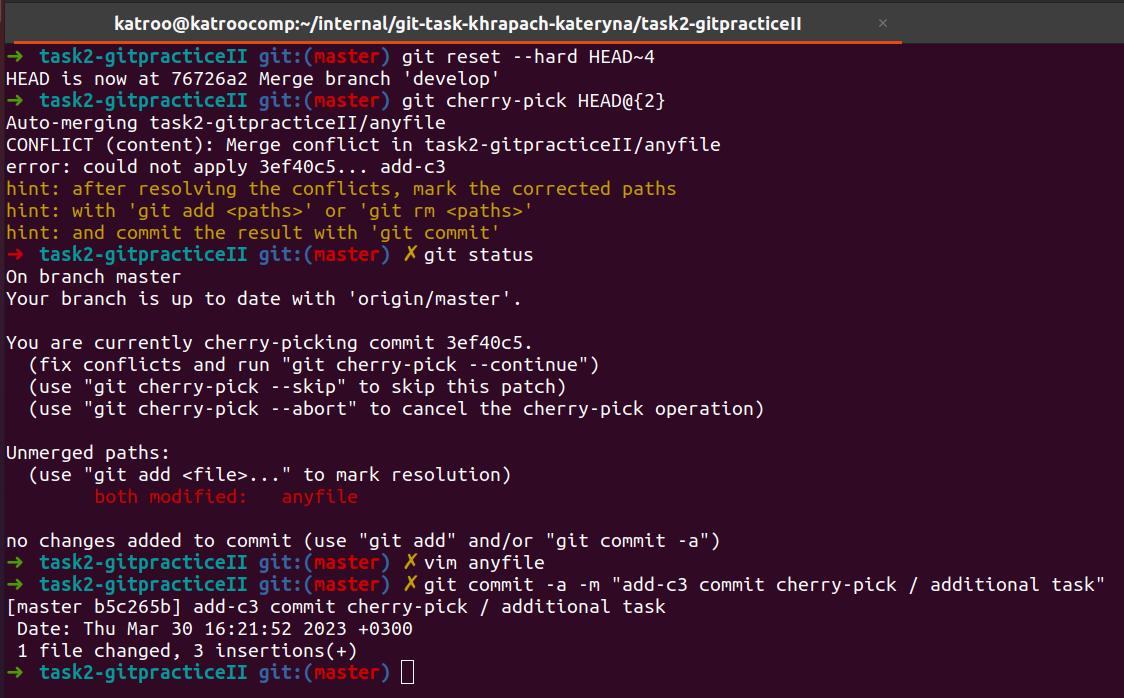 katroo@katroocomp:~/internal/git-task-khrapach-kateryna/task2-gitpracticeII ×
➜ task2-gitpracticeII git:(master) git reset --hard HEAD~4
HEAD is now at 76726a2 Merge branch 'develop'
➜ task2-gitpracticeII git:(master) git cherry-pick HEAD@{2}
Auto-merging task2-gitpracticeII/anyfile
CONFLICT (content): Merge conflict in task2-gitpracticeII/anyfile
error: could not apply 3ef40c5... add-c3
hint: after resolving the conflicts, mark the corrected paths
hint: with 'git add <paths>' or 'git rm <paths>'
hint: and commit the result with 'git commit'
➜ task2-gitpracticeII git:(master) ✗ git status
On branch master
Your branch is up to date with 'origin/master'.
You are currently cherry-picking commit 3ef40c5.
(fix conflicts and run "git cherry-pick --continue")
(use "git cherry-pick --skip" to skip this patch)
(use "git cherry-pick --abort" to cancel the cherry-pick operation)
Unmerged paths:
(use "git add <file>..." to mark resolution)
both modified: anyfile
no changes added to commit (use "git add" and/or "git commit -a")
➜ task2-gitpracticeII git:(master) ✗ vim anyfile
➜ task2-gitpracticeII git:(master) ✗ git commit -a -m "add-c3 commit cherry-pick / additional task"
[master b5c265b] add-c3 commit cherry-pick / additional task
Date: Thu Mar 30 16:21:52 2023 +0300
1 file changed, 3 insertions(+)
➜ task2-gitpracticeII git:(master)